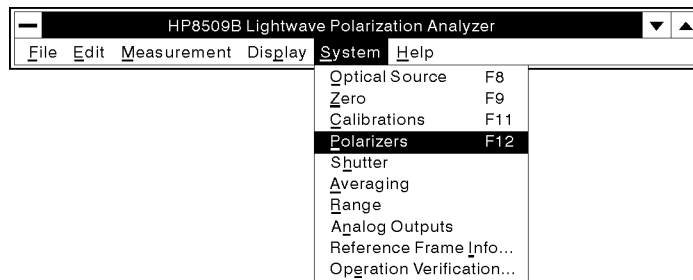 HP8509B Lightwave Polarization Analyzer
File Edit Measurement Display System Help
Optical Source F8
Zero F9
Calibrations F11
Polarizers F12
Shutter
Averaging
Range
Analog Outputs
Reference Frame Info...
Operation Verification...